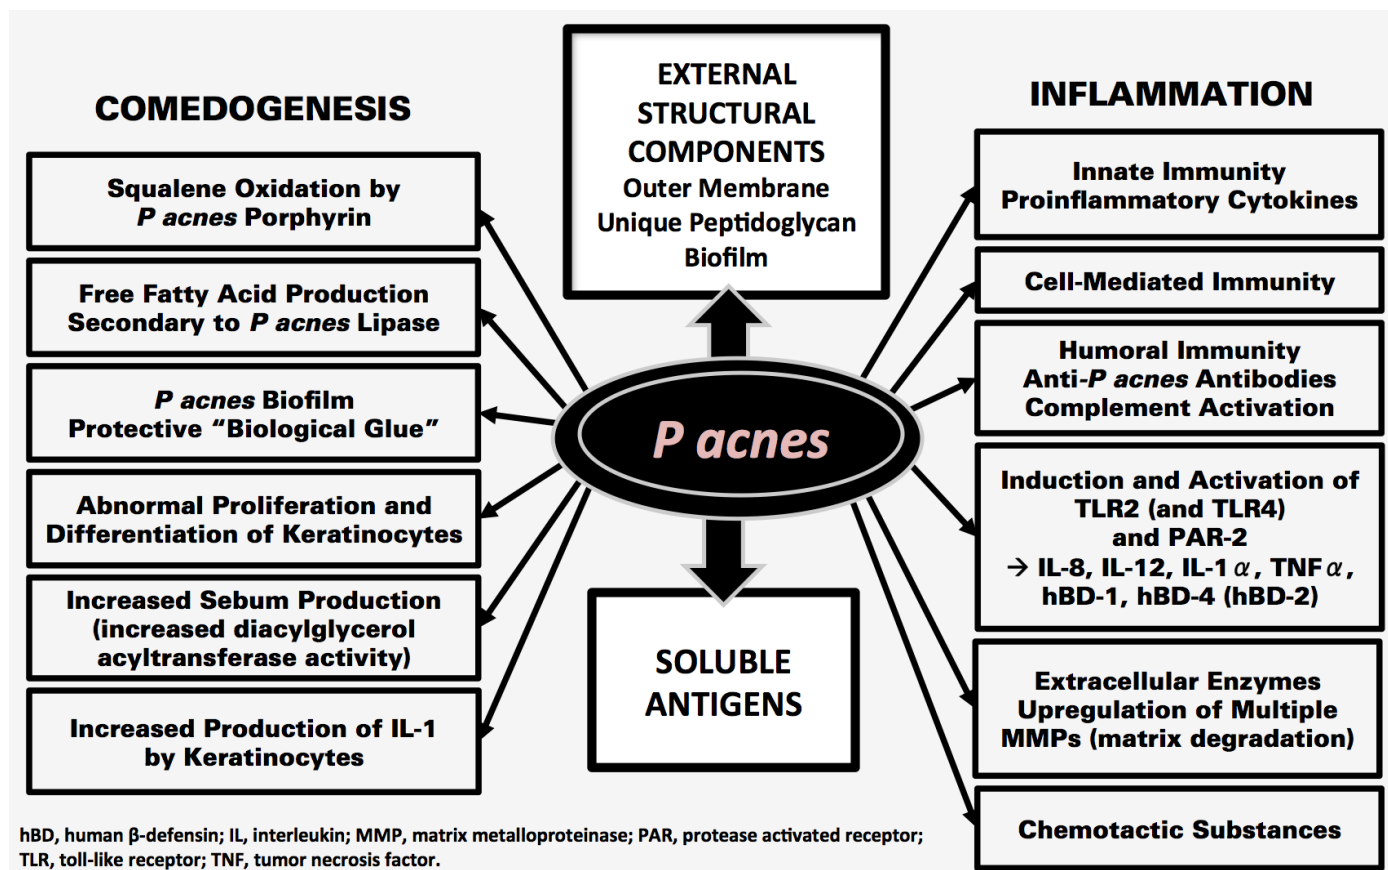 COMEDOGENESIS
Squalene Oxidation by
P acnes Porphyrin
Free Fatty Acid Production
Secondary to P acnes Lipase
P acnes Biofilm
Protective “Biological Glue”
Abnormal Proliferation and
Differentiation of Keratinocytes
Increased Sebum Production
(increased diacylglycerol
acyltransferase activity)
Increased Production of IL-1
by Keratinocytes
EXTERNAL
STRUCTURAL
COMPONENTS
Outer Membrane
Unique Peptidoglycan
Biofilm
P acnes
SOLUBLE
ANTIGENS
INFLAMMATION
Innate Immunity
Proinflammatory Cytokines
Cell-Mediated Immunity
Humoral Immunity
Anti-P acnes Antibodies
Complement Activation
Induction and Activation of
TLR2 (and TLR4)
and PAR-2
→ IL-8, IL-12, IL-1α, TNFα,
hBD-1, hBD-4 (hBD-2)
Extracellular Enzymes
Upregulation of Multiple
MMPs (matrix degradation)
Chemotactic Substances
hBD, human β-defensin; IL, interleukin; MMP, matrix metalloproteinase; PAR, protease activated receptor;
TLR, toll-like receptor; TNF, tumor necrosis factor.